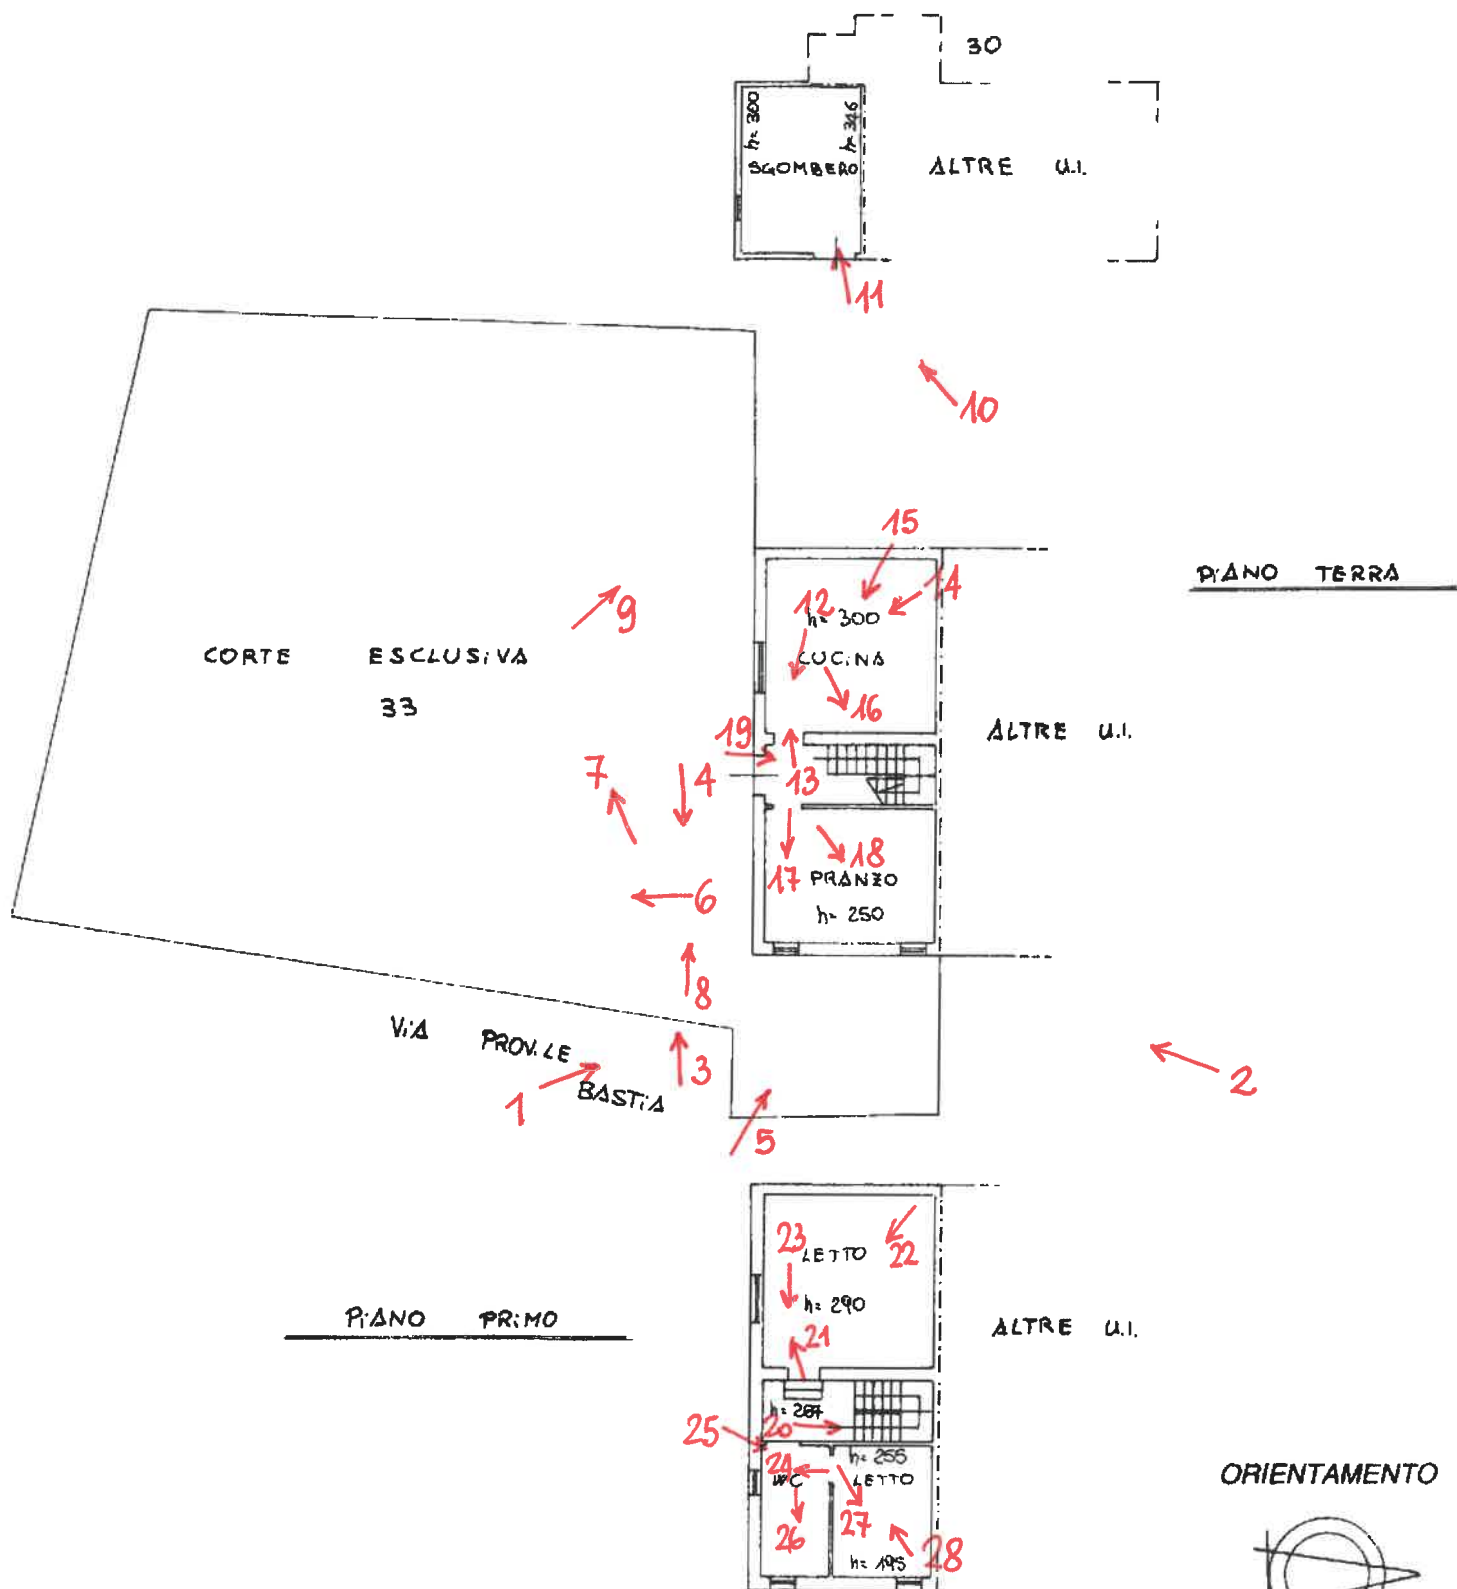 30
h= 300
h= 346
SGOMBERO
ALTRE U.I.
11
10
15
14
PIANO TERRA
12
h= 300
9
CORTE ESCLUSIVA
CUCINA
33
16
19
ALTRE U.I.
7
4
13
18
17
PRANZO
6
h= 250
8
VIA PROV.LE BASTIA
3
1
2
5
23
LETTO
22
h= 290
PIANO PRIMO
21
ALTRE U.I.
h= 287
25
20
h= 255
24
WC
LETTO
ORIENTAMENTO
27
26
28
h= 195